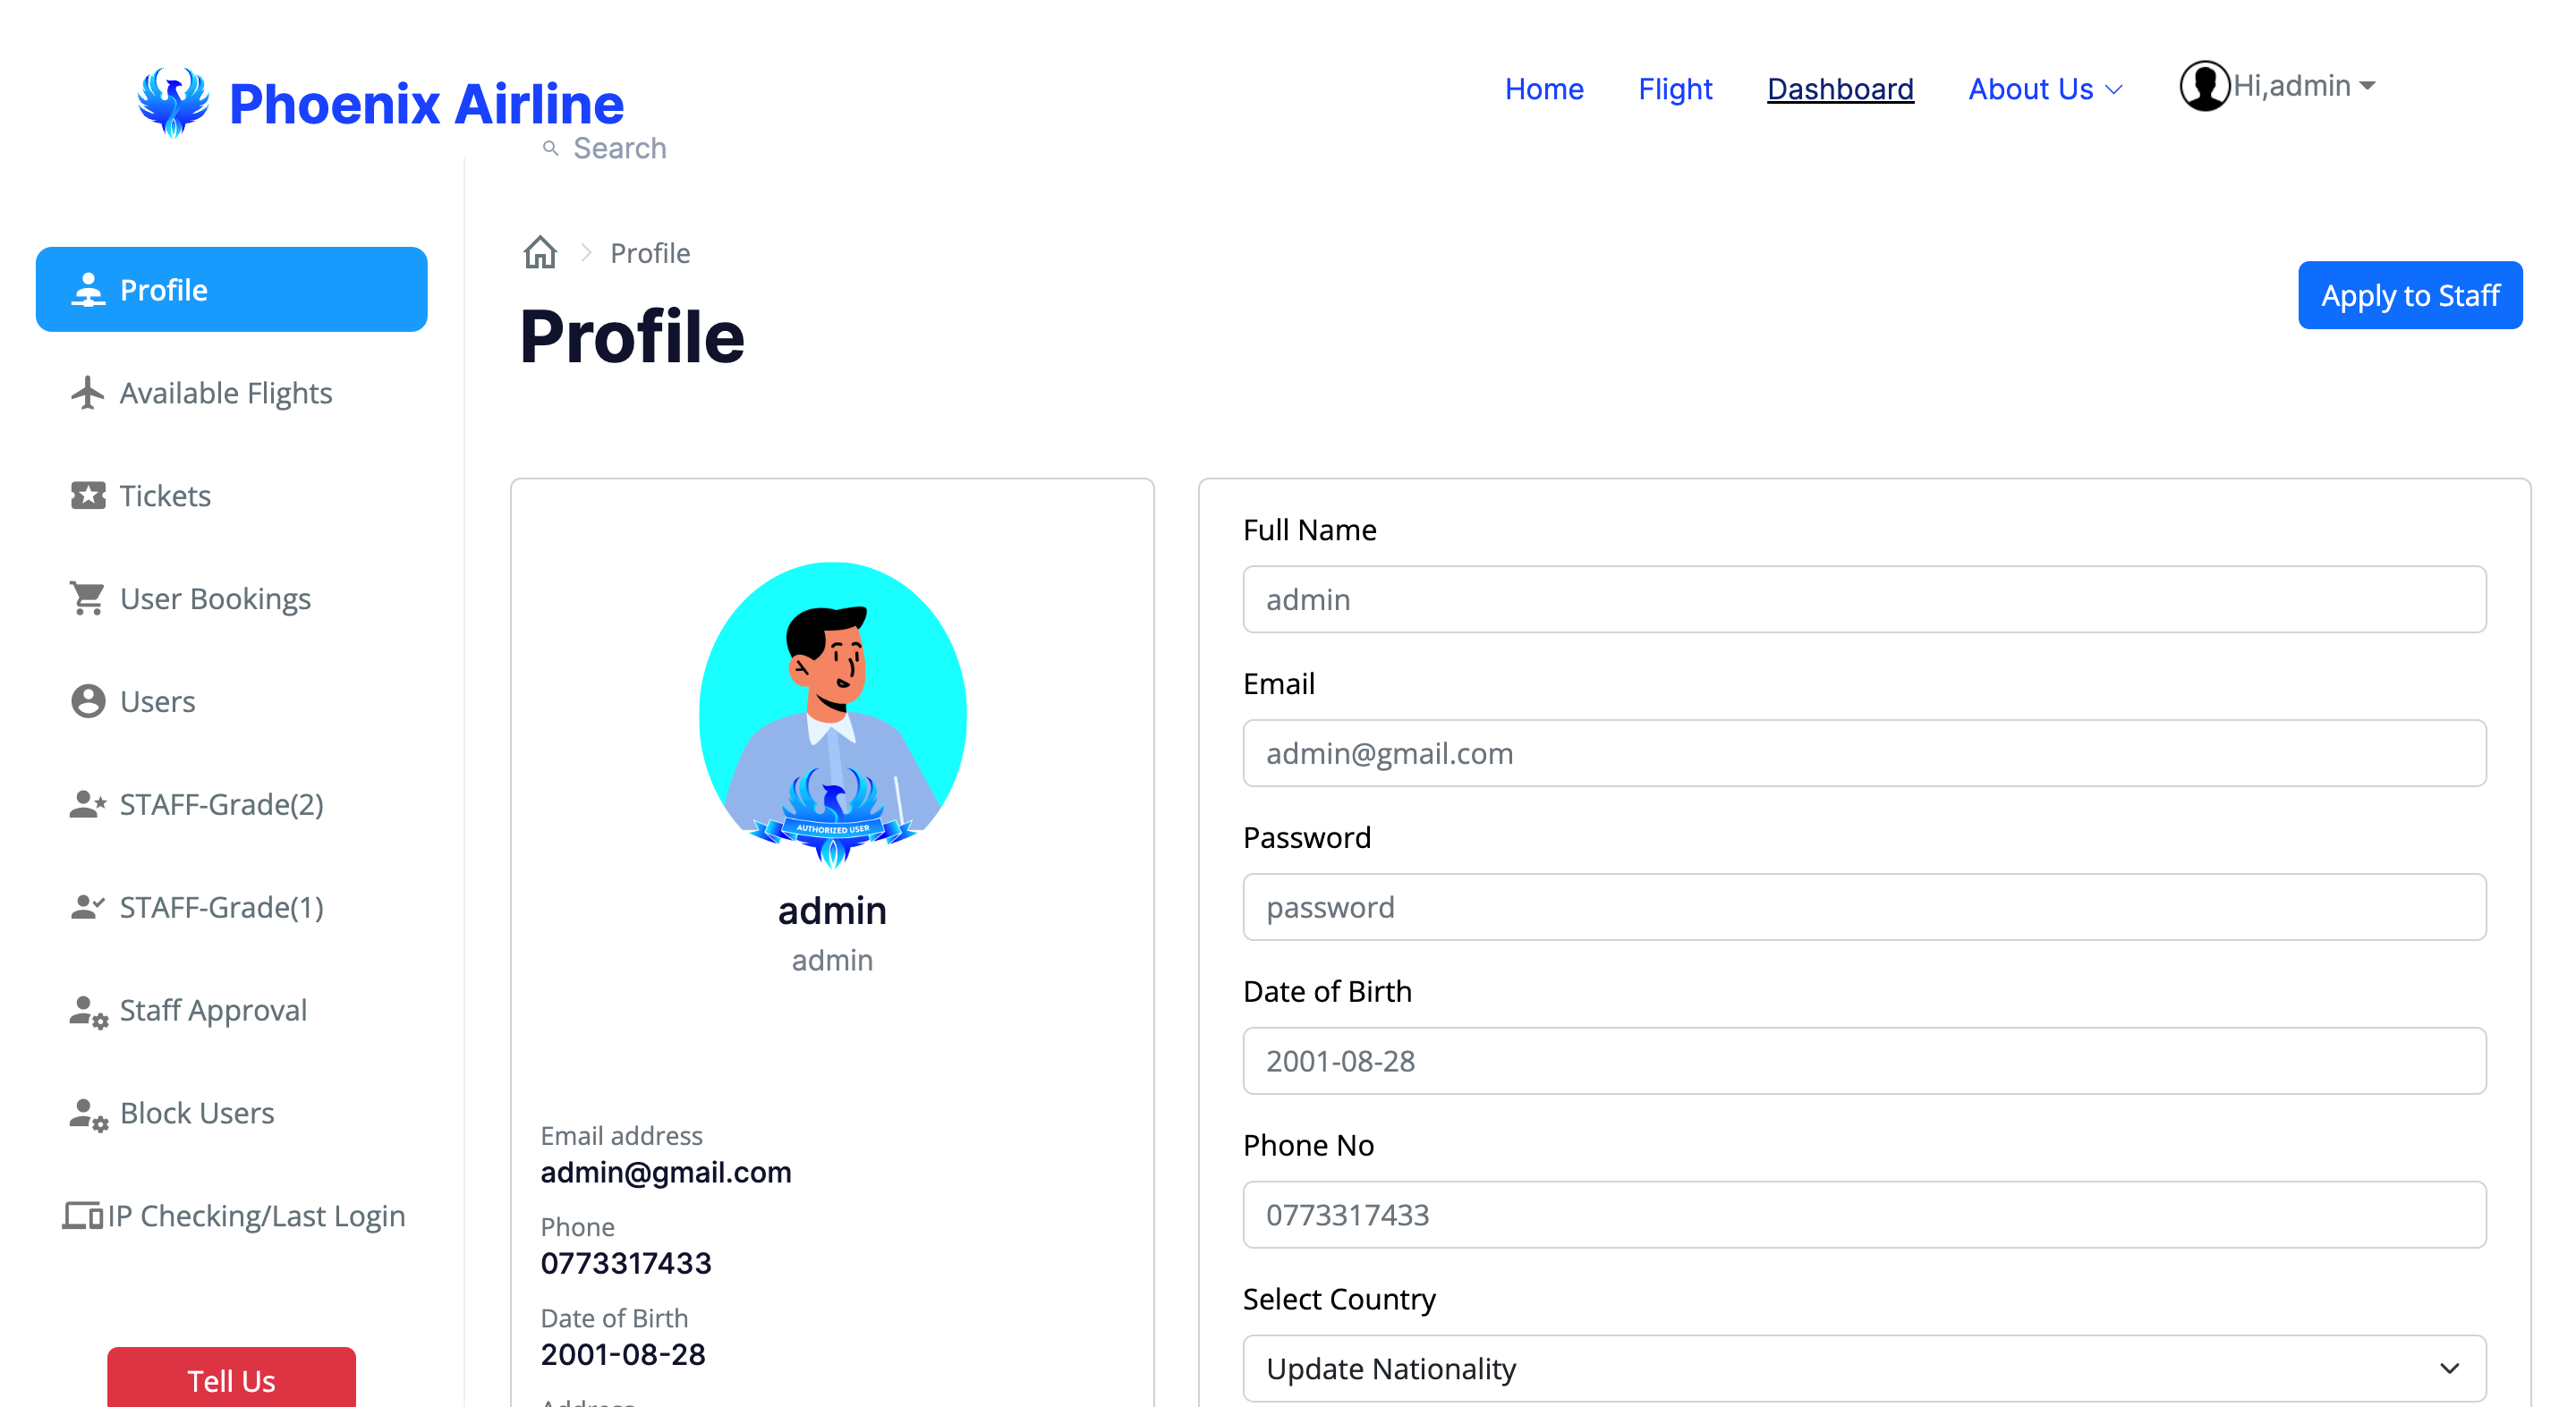 Phoenix Airline
Home
Flight
Dashboard
About Us
Hi,admin
Search
Profile
Available Flights
Tickets
User Bookings
Users
STAFF-Grade(2)
STAFF-Grade(1)
Staff Approval
Block Users
IP Checking/Last Login
Tell Us
Profile
Profile
Apply to Staff
AUTHORIZED USER
admin
admin
Email address
admin@gmail.com
Phone
0773317433
Date of Birth
2001-08-28
Address
Full Name
admin
Email
admin@gmail.com
Password
password
Date of Birth
2001-08-28
Phone No
0773317433
Select Country
Update Nationality